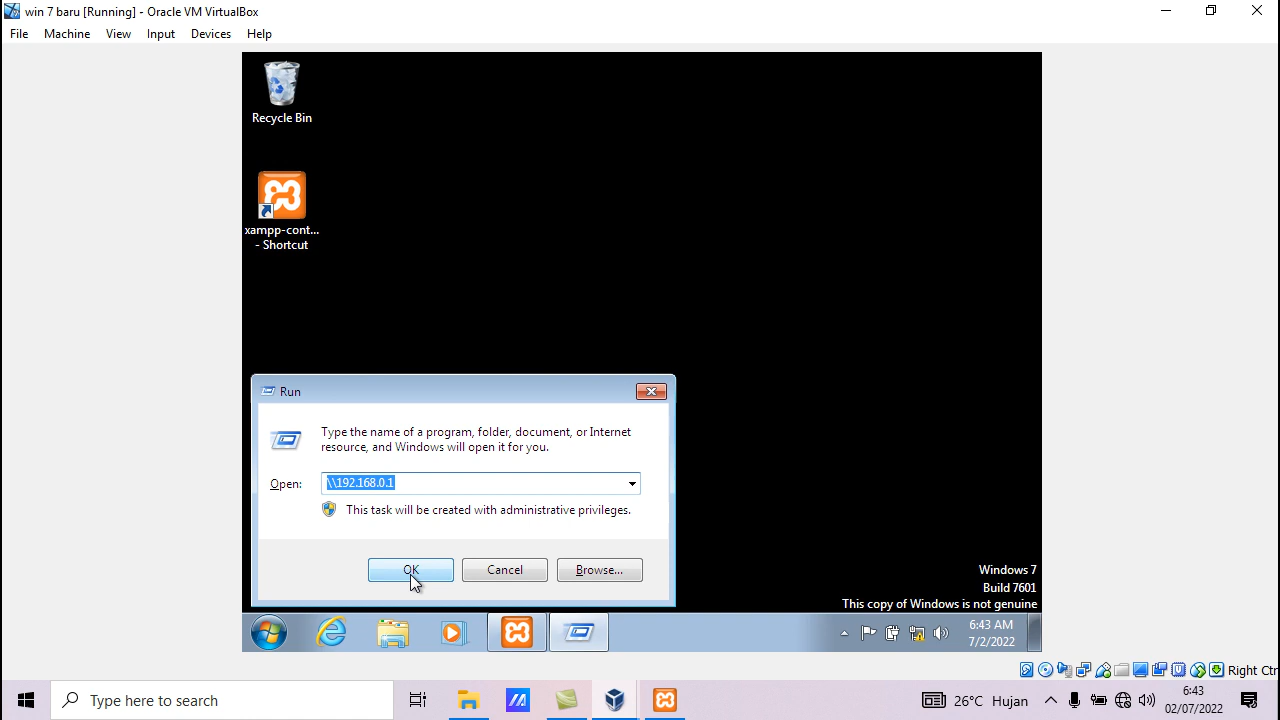 win 7 baru [Running] - Oracle VM VirtualBox
File Machine View Input Devices Help
Recycle Bin
xampp-cont...
- Shortcut
Run
Type the name of a program, folder, document, or Internet
resource, and Windows will open it for you.
Open: \\192.168.0.1
This task will be created with administrative privileges.
OK Cancel Browse...
Windows 7
Build 7601
This copy of Windows is not genuine
6:43 AM
7/2/2022
Right Ctr
Type here to search
26°C Hujan
6:43
02/07/2022